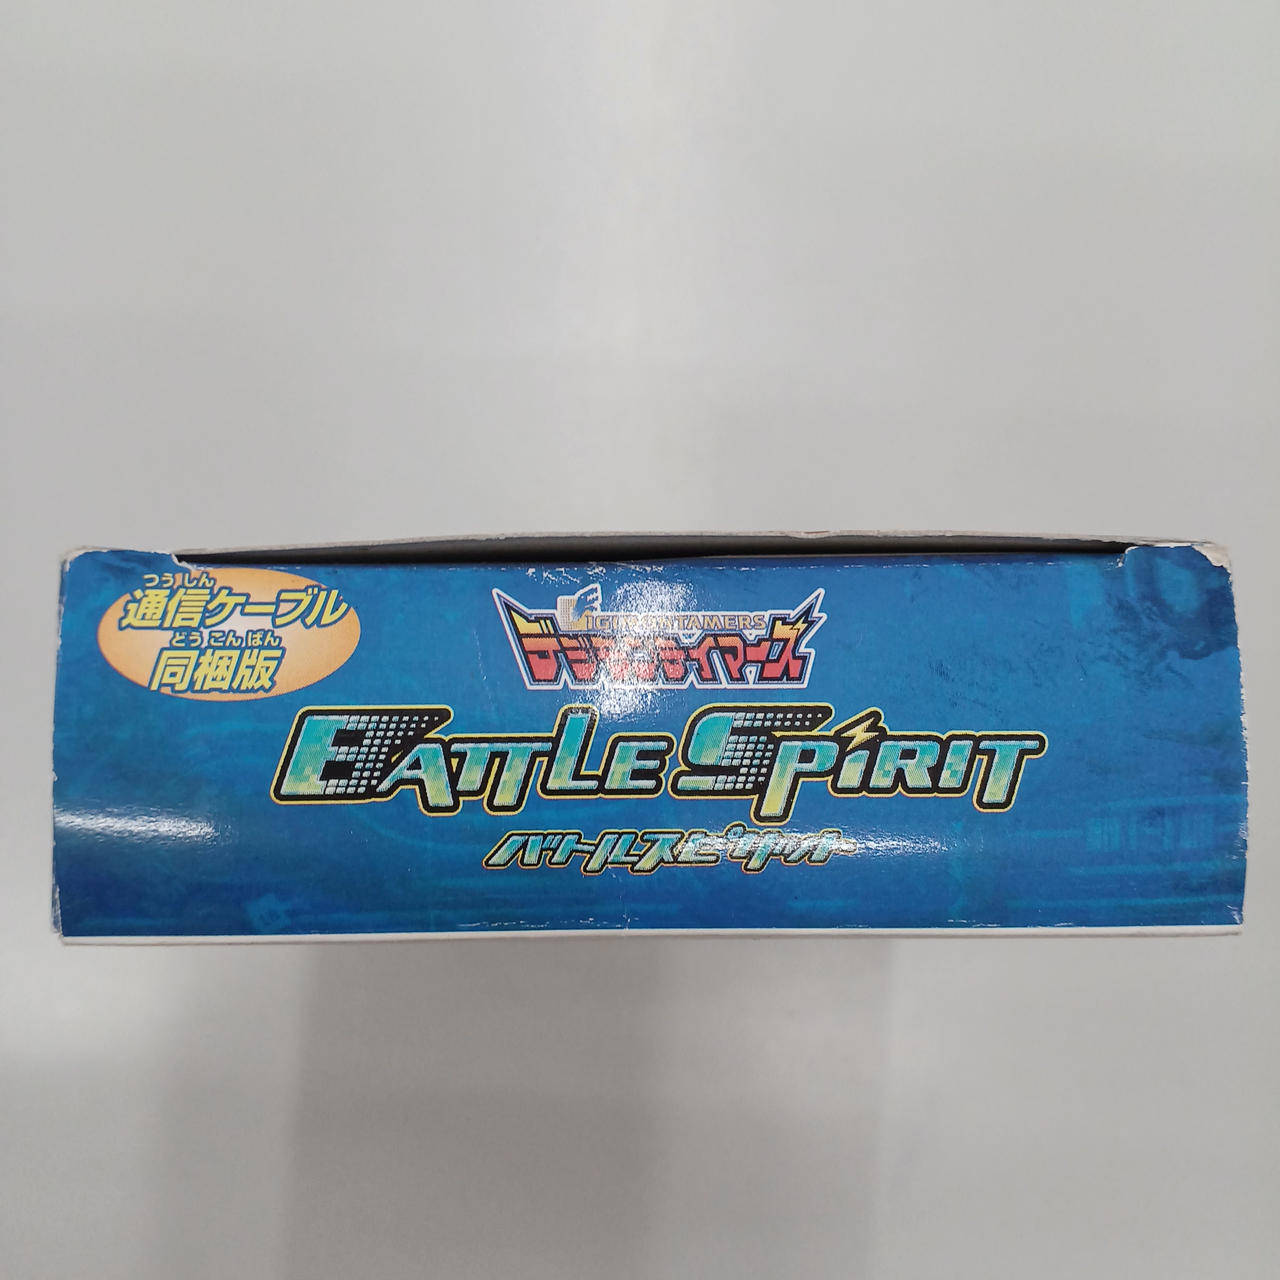 つうしん
通信ケーブル
どうこんばん
同梱版
DIGIMON TAMERS
デジモンテイマーズ
BATTLE SPIRIT
バトルスピリット